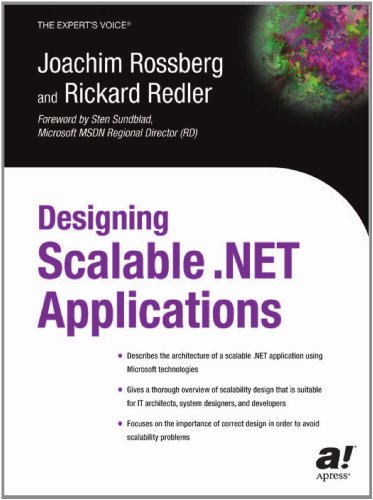 THE EXPERT'S VOICE®
Joachim Rossberg
and Rickard Redler
Foreword by Sten Sundblad,
Microsoft MSDN Regional Director (RD)
Designing
Scalable .NET
Applications
• Describes the architecture of a scalable .NET application using
Microsoft technologies
• Gives a thorough overview of scalability design that is suitable
for IT architects, system designers, and developers
• Focuses on the importance of correct design in order to avoid
scalability problems
a!
Apress®